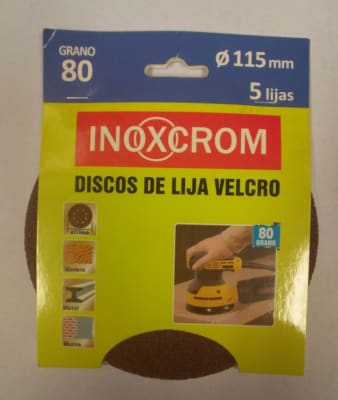 GRANO
80
Ø 115 mm
5 lijas
INOXCROM
DISCOS DE LIJA VELCRO
Madera
Metal
Muros
80
GRANO